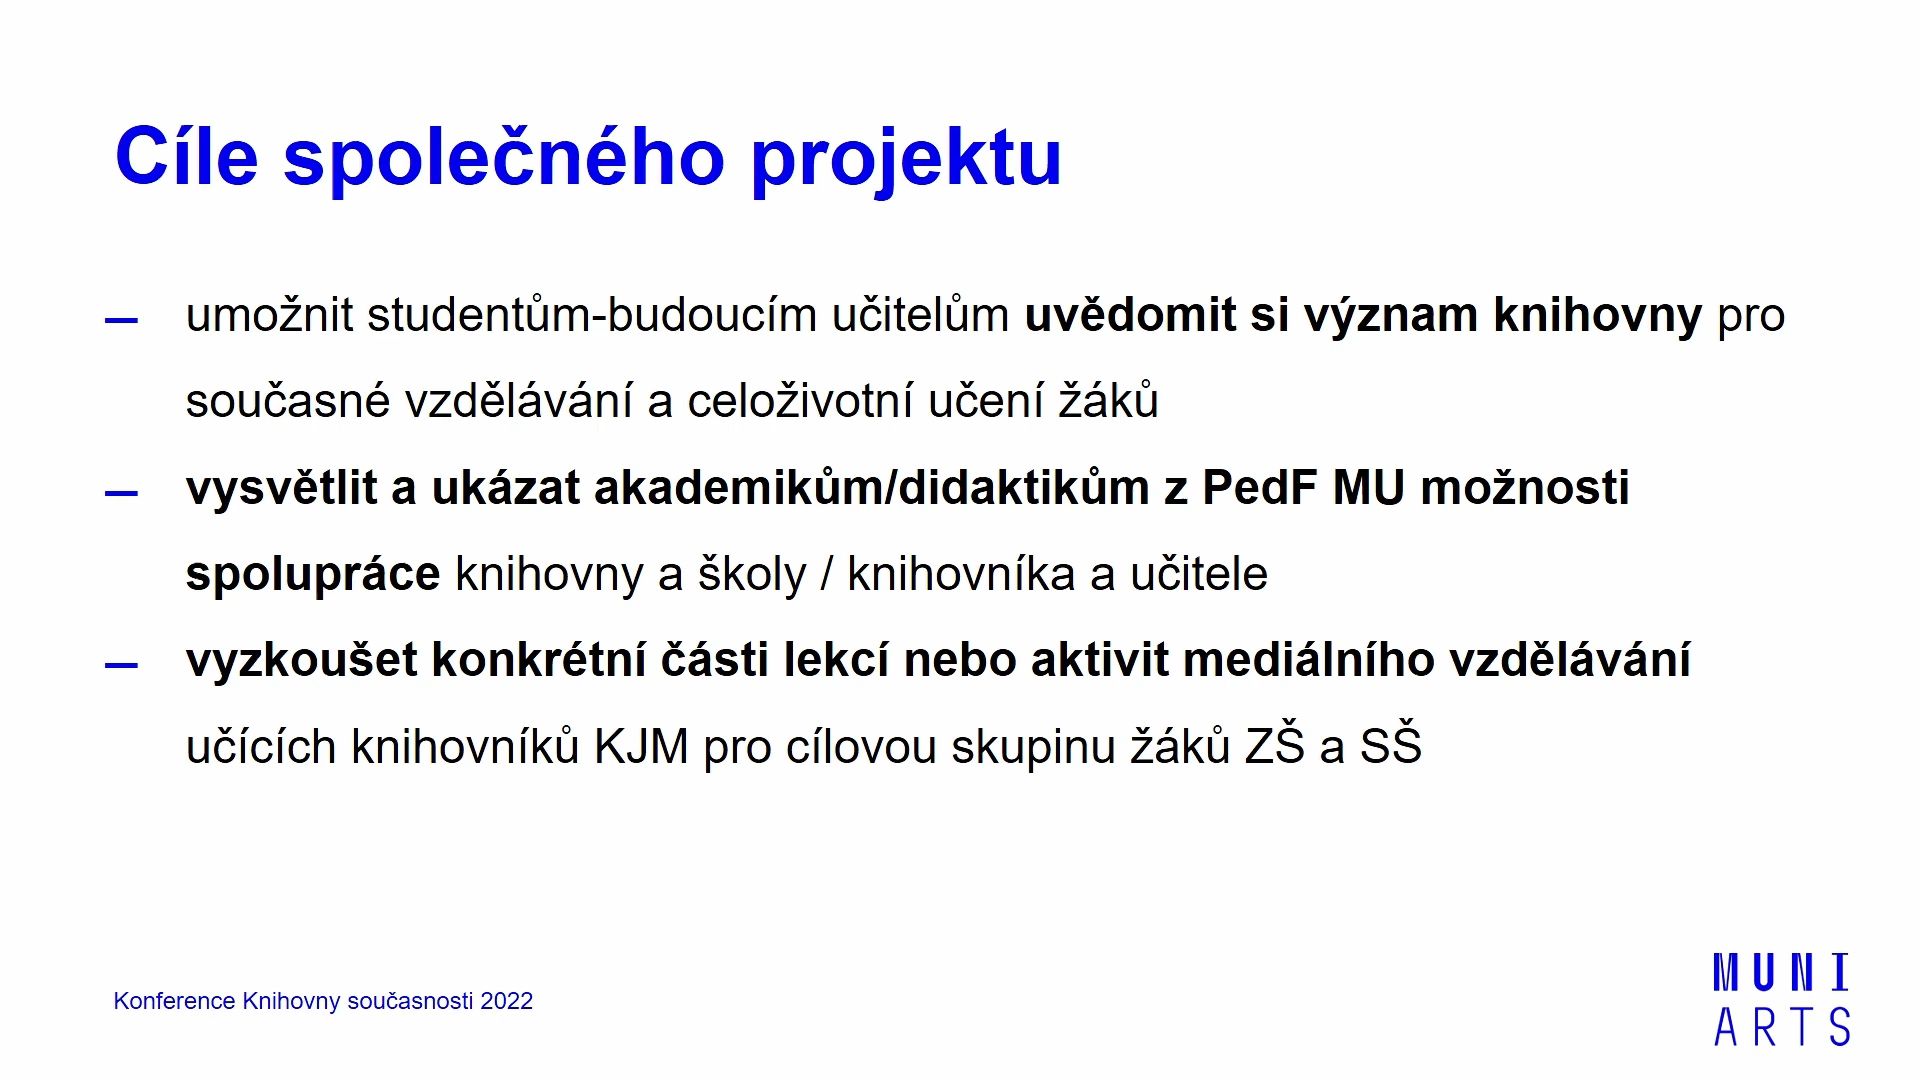 Cíle společného projektu
– umožnit studentům-budoucím učitelům uvědomit si význam knihovny pro
současné vzdělávání a celoživotní učení žáků
– vysvětlit a ukázat akademikům/didaktikům z PedF MU možnosti
spolupráce knihovny a školy / knihovníka a učitele
– vyzkoušet konkrétní části lekcí nebo aktivit mediálního vzdělávání
učících knihovníků KJM pro cílovou skupinu žáků ZŠ a SŠ
Konference Knihovny současnosti 2022
MUNI
ARTS